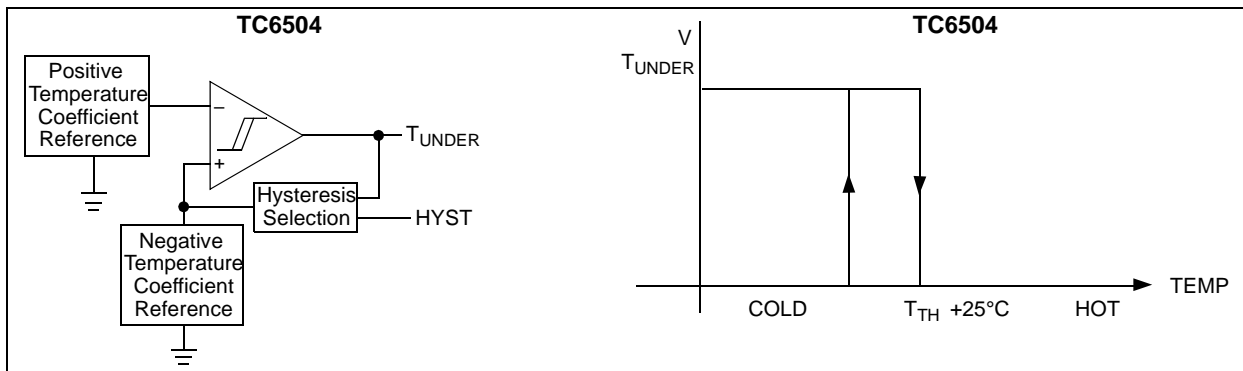 TC6504
Positive
Temperature
Coefficient
Reference
–
+
TUNDER
Hysteresis
Selection
HYST
Negative
Temperature
Coefficient
Reference
TC6504
V
TUNDER
TEMP
COLD
TTH +25°C
HOT